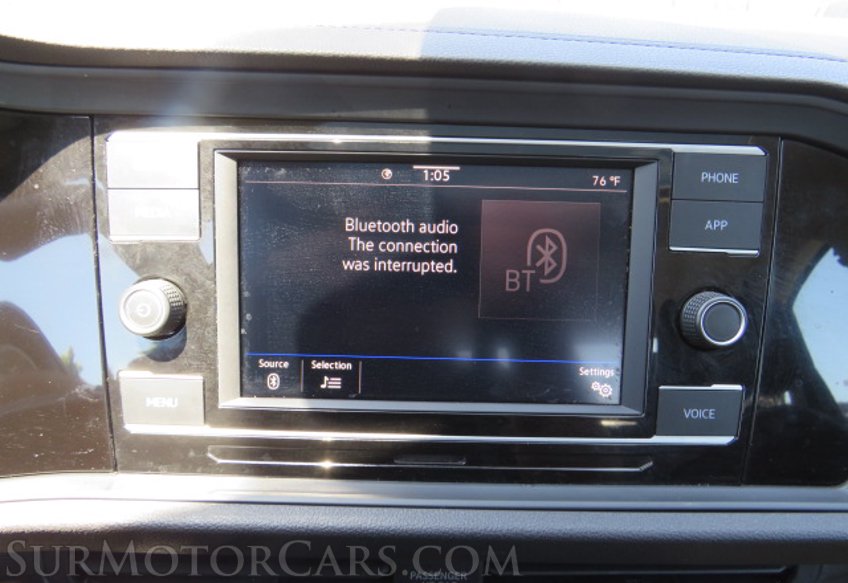 1:05
76 °F
PHONE
APP
MEDIA
Bluetooth audio
The connection
was interrupted.
BT
Source
Selection
Settings
MENU
VOICE
SurMotorCars.com
PASSENGER